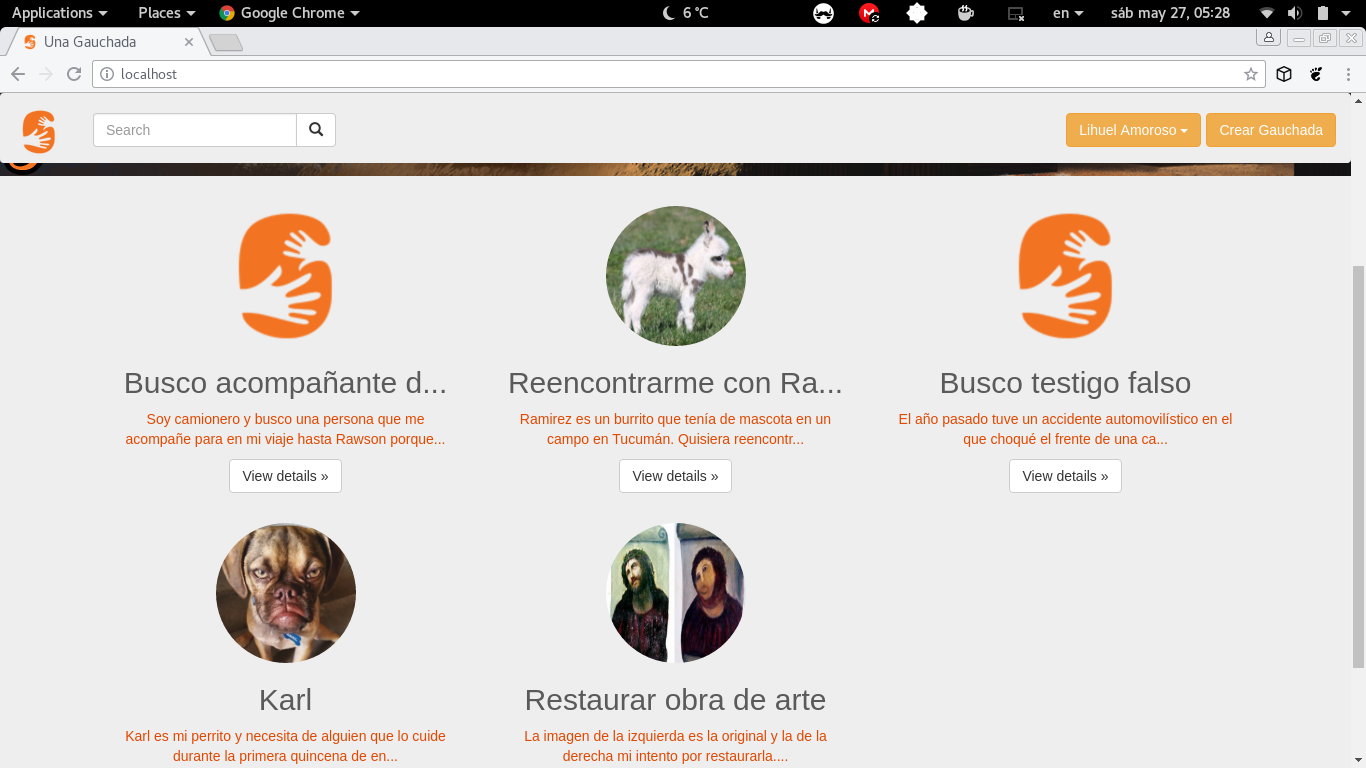 Applications Places Google Chrome 6 °C en sáb may 27, 05:28
Una Gauchada
localhost
Search
Lihuel Amoroso
Crear Gauchada
Busco acompañante d...
Soy camionero y busco una persona que me
acompañe para en mi viaje hasta Rawson porque...
View details »
Reencontrarme con Ra...
Ramirez es un burrito que tenía de mascota en un
campo en Tucumán. Quisiera reencontr...
View details »
Busco testigo falso
El año pasado tuve un accidente automovilístico en el
que choqué el frente de una ca...
View details »
Karl
Karl es mi perrito y necesita de alguien que lo cuide
durante la primera quincena de en...
Restaurar obra de arte
La imagen de la izquierda es la original y la de la
derecha mi intento por restaurarla....